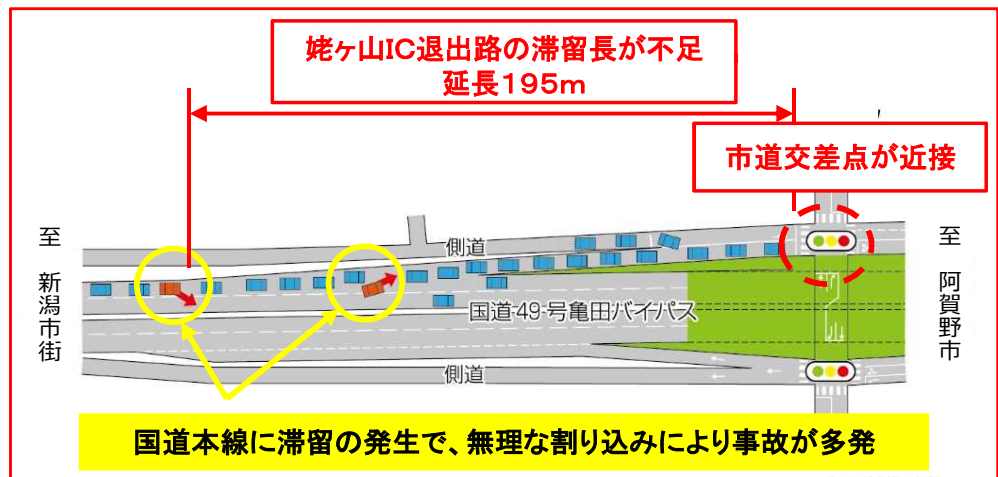 姥ヶ山IC退出路の滞留長が不足
延長195m
市道交差点が近接
至 新潟市街
側道
至 阿賀野市
国道49号亀田バイパス
側道
国道本線に滞留の発生で、無理な割り込みにより事故が多発